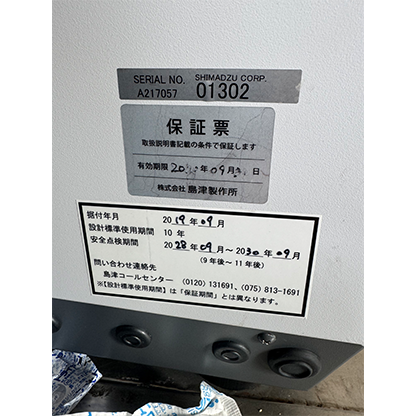 SERIAL NO. SHIMADZU CORP.
A217057 01302
保証票
取扱説明書記載の条件で保証します
有効期限 20 年09月 日
株式会社 島津製作所
据付年月 2019年09月
設計標準使用期間 10 年
安全点検期間 2028年09月~2030年09月
(9年後~11年後)
問い合わせ連絡先
島津コールセンター (0120) 131691、(075) 813-1691
※【設計標準使用期間】は「保証期間」とは異なります。